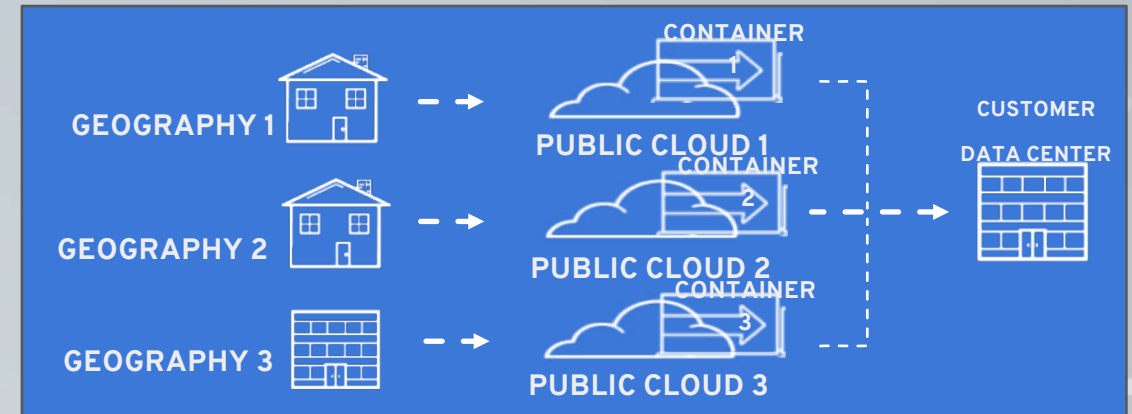 CONTAINER
1
GEOGRAPHY 1
PUBLIC CLOUD 1
CUSTOMER
DATA CENTER
CONTAINER
2
GEOGRAPHY 2
PUBLIC CLOUD 2
CONTAINER
3
GEOGRAPHY 3
PUBLIC CLOUD 3